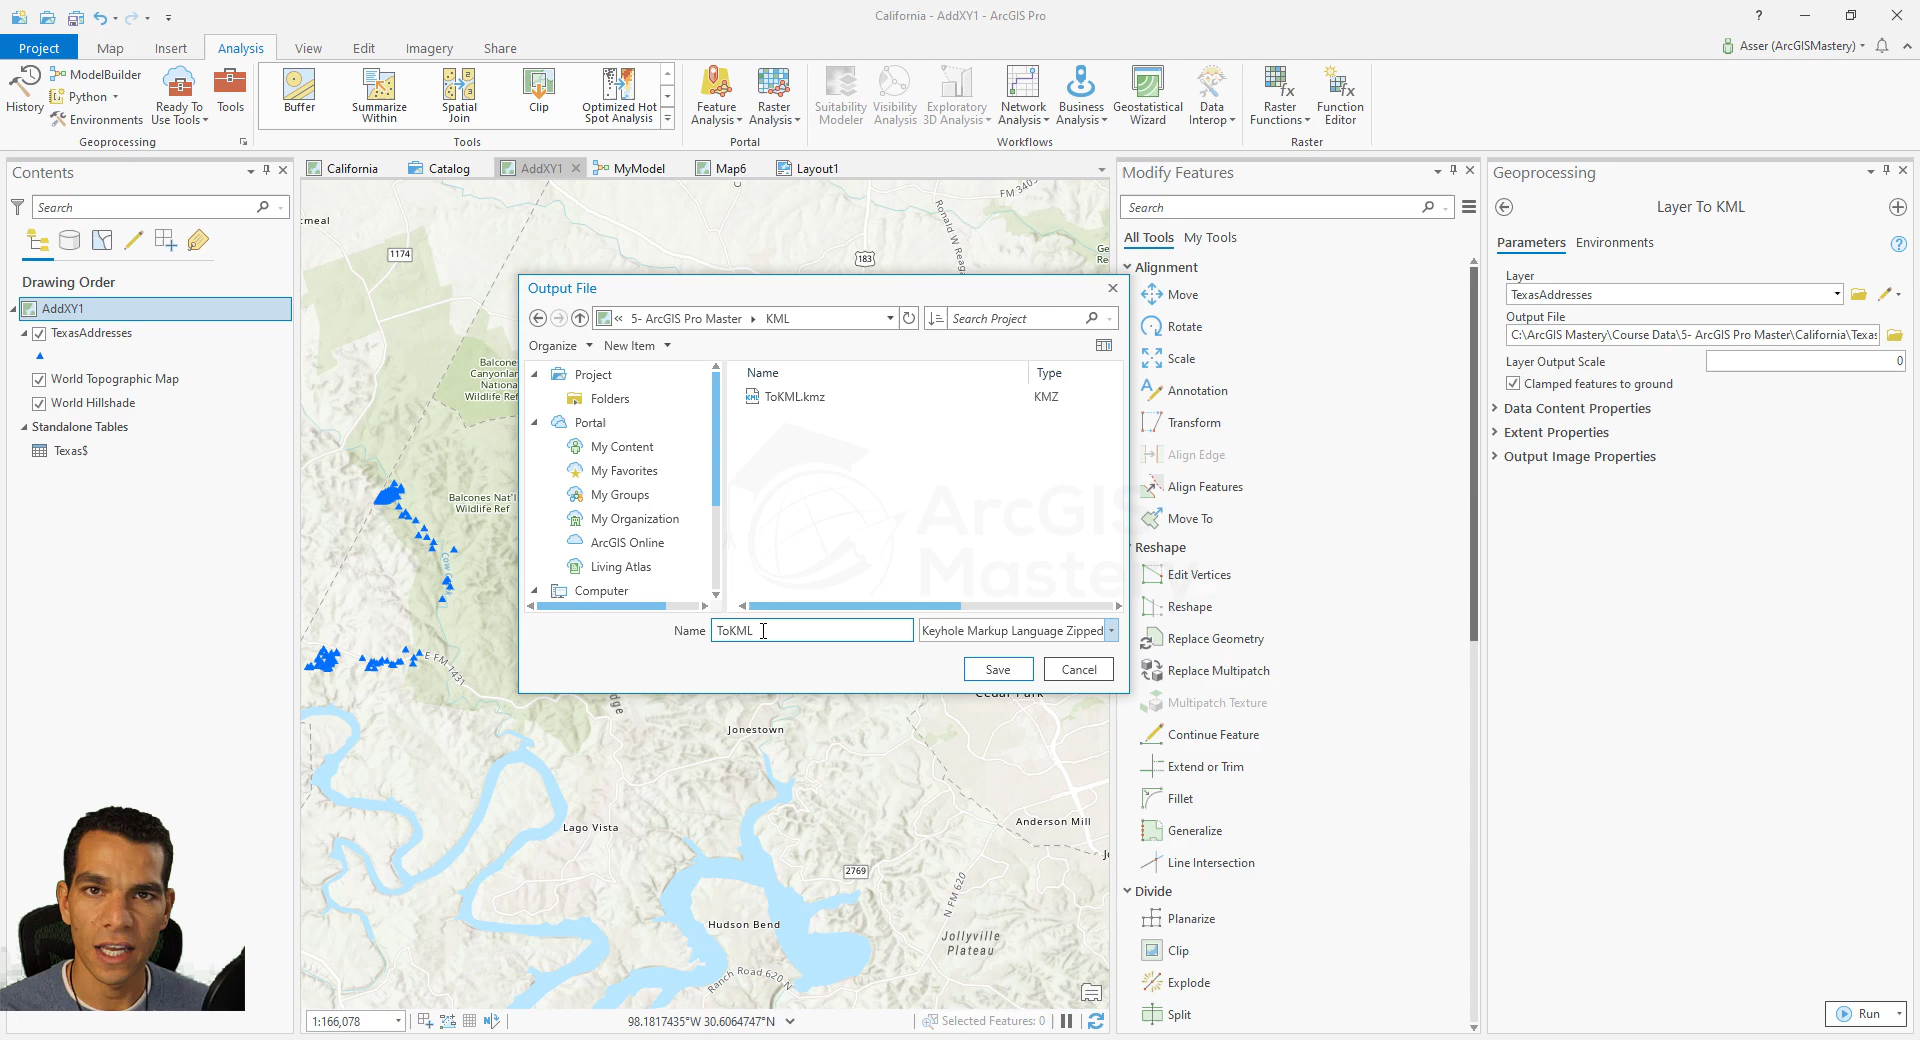 California - AddXY1 - ArcGIS Pro
?
Project Map Insert Analysis View Edit Imagery Share
Asser (ArcGISMastery)
History
ModelBuilder
Python
Environments
Ready To
Use Tools
Tools
Geoprocessing
Buffer
Summarize
Within
Spatial
Join
Clip
Optimized Hot
Spot Analysis
Tools
Feature
Analysis
Raster
Analysis
Portal
Suitability
Modeler
Visibility
Analysis
Exploratory
3D Analysis
Network
Analysis
Business
Analysis
Geostatistical
Wizard
Data
Interop
Workflows
Raster
Functions
Function
Editor
Raster
Contents
Search
Drawing Order
AddXY1
TexasAddresses
World Topographic Map
World Hillshade
Standalone Tables
Texas$
California
Catalog
AddXY1
MyModel
Map6
Layout1
1174
183
Ronald W Reaga
Balcones Nat'l
Wildlife Ref
Cow C
E FM 1431
Jonestown
Lago Vista
Anderson Mill
2769
N FM 620
Hudson Bend
Jollyville
Plateau
Ranch Road 620 N
1:166,078
98.1817435°W 30.6064747°N
Selected Features: 0
Output File
« 5- ArcGIS Pro Master KML
Search Project
Organize
New Item
Project
Folders
Portal
My Content
My Favorites
My Groups
My Organization
ArcGIS Online
Living Atlas
Computer
Name Type
ToKML.kmz KMZ
ArcGIS
Mastery
Name ToKML
Keyhole Markup Language Zipped
Save
Cancel
Modify Features
Search
All Tools My Tools
Alignment
Move
Rotate
Scale
Annotation
Transform
Align Edge
Align Features
Move To
Reshape
Edit Vertices
Reshape
Replace Geometry
Replace Multipatch
Multipatch Texture
Continue Feature
Extend or Trim
Fillet
Generalize
Line Intersection
Divide
Planarize
Clip
Explode
Split
Geoprocessing
Layer To KML
Parameters Environments
?
Layer
TexasAddresses
Output File
C:\ArcGIS Mastery\Course Data\5- ArcGIS Pro Master\California\Texas
Layer Output Scale 0
Clamped features to ground
Data Content Properties
Extent Properties
Output Image Properties
Run